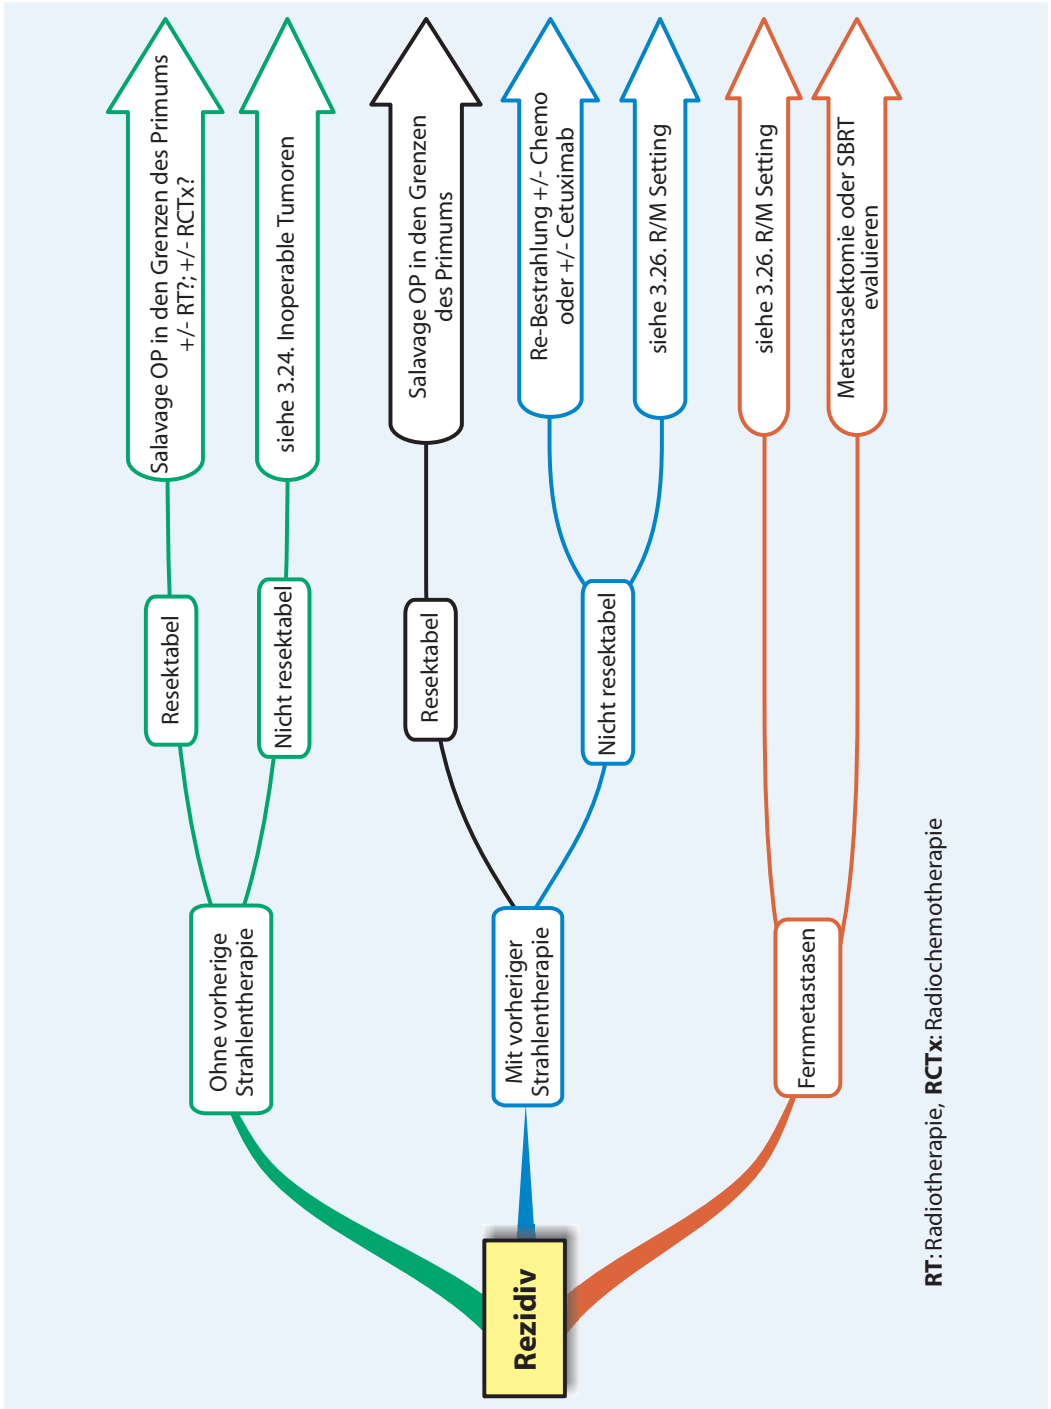 Rezidiv
Ohne vorherige
Strahlentherapie
Resektabel
Salavage OP in den Grenzen des Primums
+/- RT?; +/- RCTx?
Nicht resektabel
siehe 3.24. Inoperable Tumoren
Mit vorheriger
Strahlentherapie
Resektabel
Salavage OP in den Grenzen
des Primums
Nicht resektabel
Re-Bestrahlung +/- Chemo
oder +/- Cetuximab
siehe 3.26. R/M Setting
Fernmetastasen
siehe 3.26. R/M Setting
Metastasektomie oder SBRT
evaluieren
RT: Radiotherapie, RCTx: Radiochemotherapie